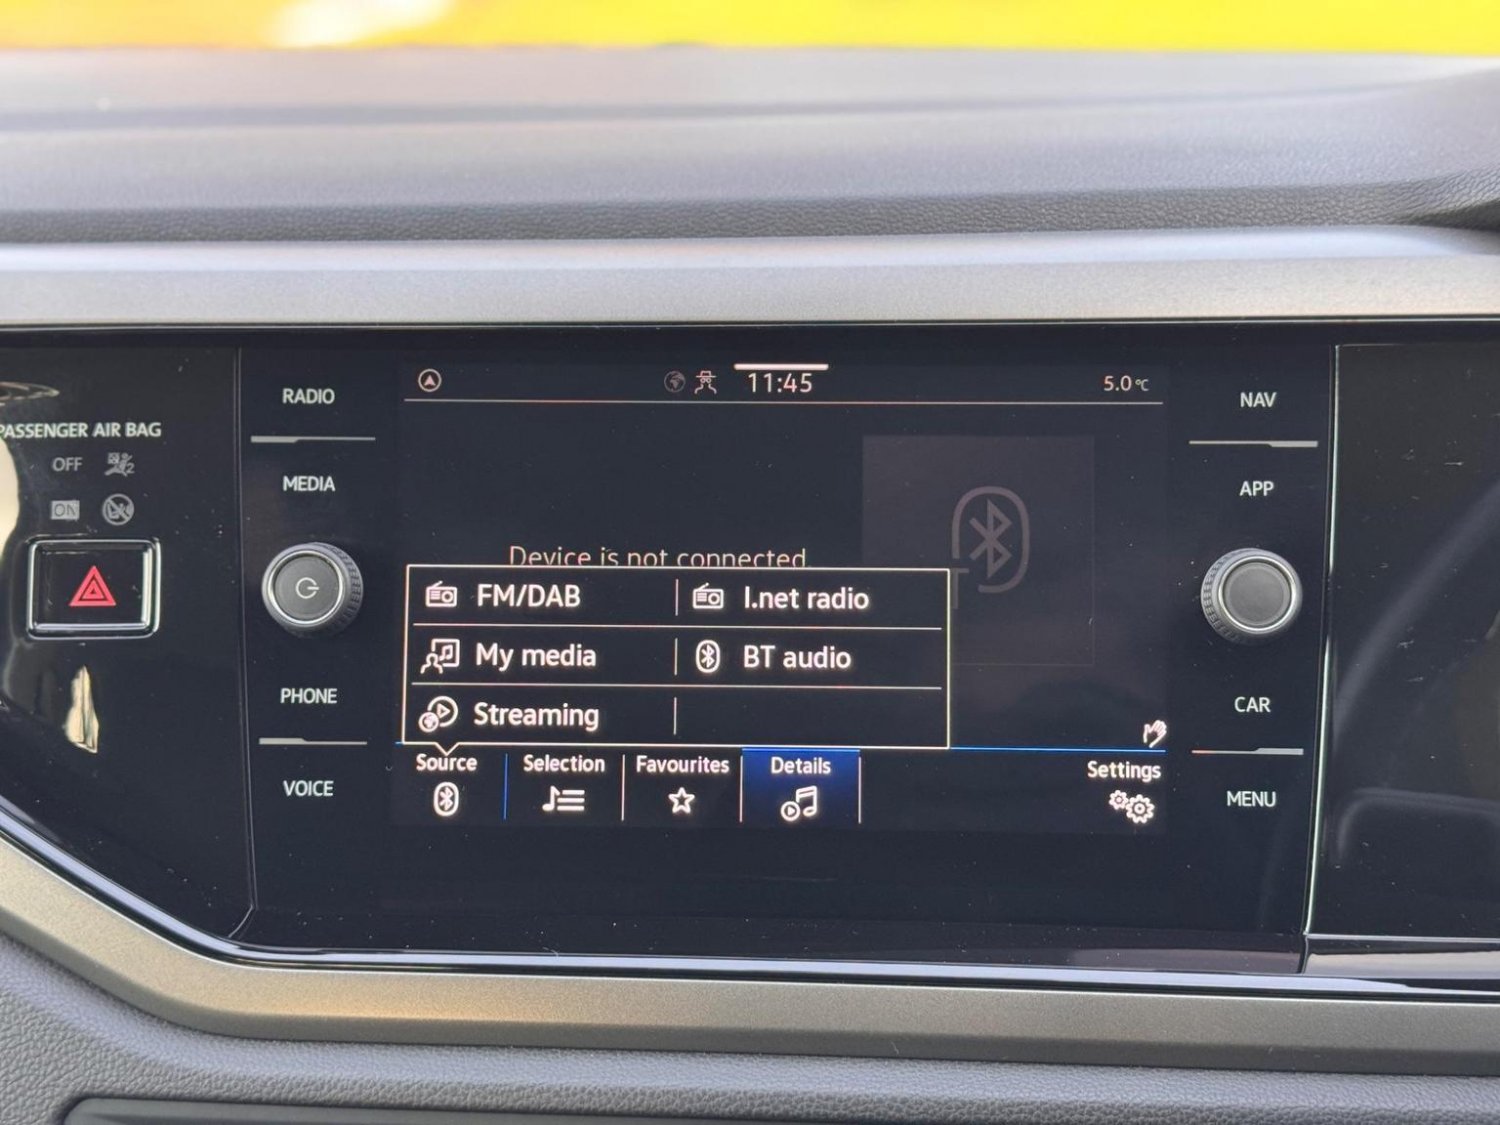 RADIO
MEDIA
PHONE
VOICE
PASSENGER AIR BAG
OFF
ON
11:45
5.0 °C
Device is not connected.
FM/DAB
I.net radio
My media
BT audio
Streaming
Source
Selection
Favourites
Details
Settings
NAV
APP
CAR
MENU